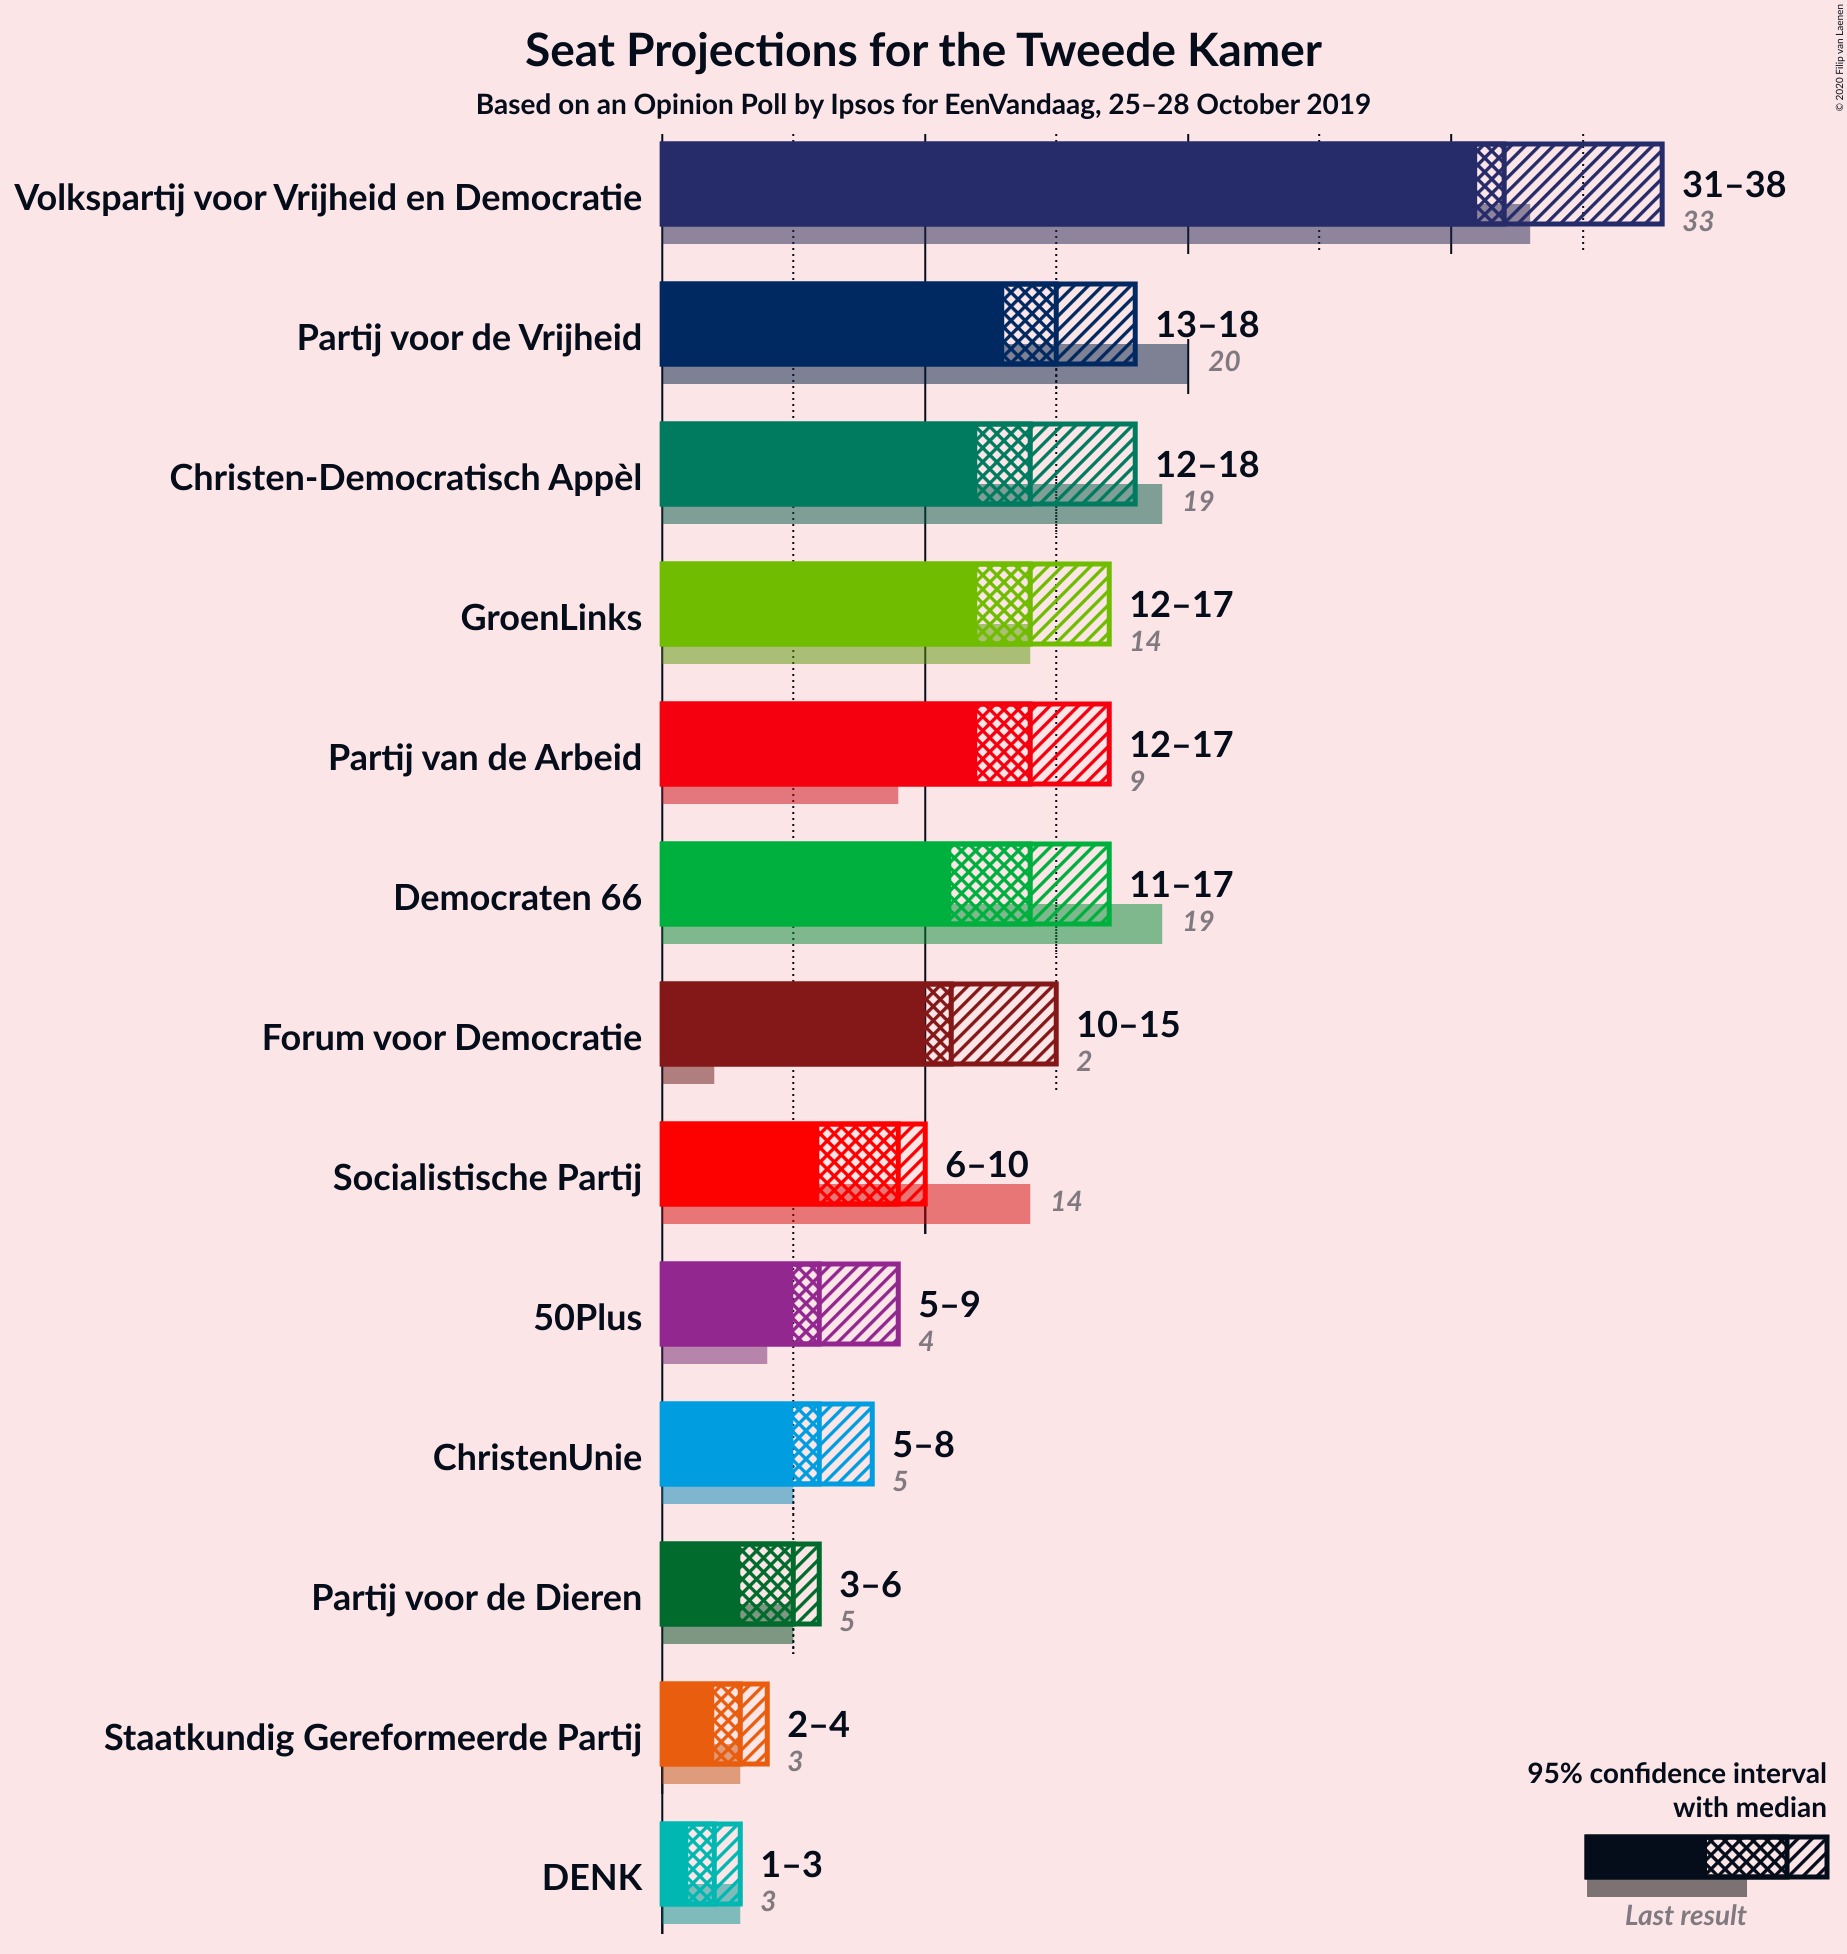 Seat Projections for the Tweede Kamer
Based on an Opinion Poll by Ipsos for EenVandaag, 25–28 October 2019
© 2020 Filip van Laenen
Volkspartij voor Vrijheid en Democratie
31–38
33
Partij voor de Vrijheid
13–18
20
Christen-Democratisch Appèl
12–18
19
GroenLinks
12–17
14
Partij van de Arbeid
12–17
9
Democraten 66
11–17
19
Forum voor Democratie
10–15
2
Socialistische Partij
6–10
14
50Plus
5–9
4
ChristenUnie
5–8
5
Partij voor de Dieren
3–6
5
Staatkundig Gereformeerde Partij
2–4
3
DENK
1–3
3
95% confidence interval
with median
Last result